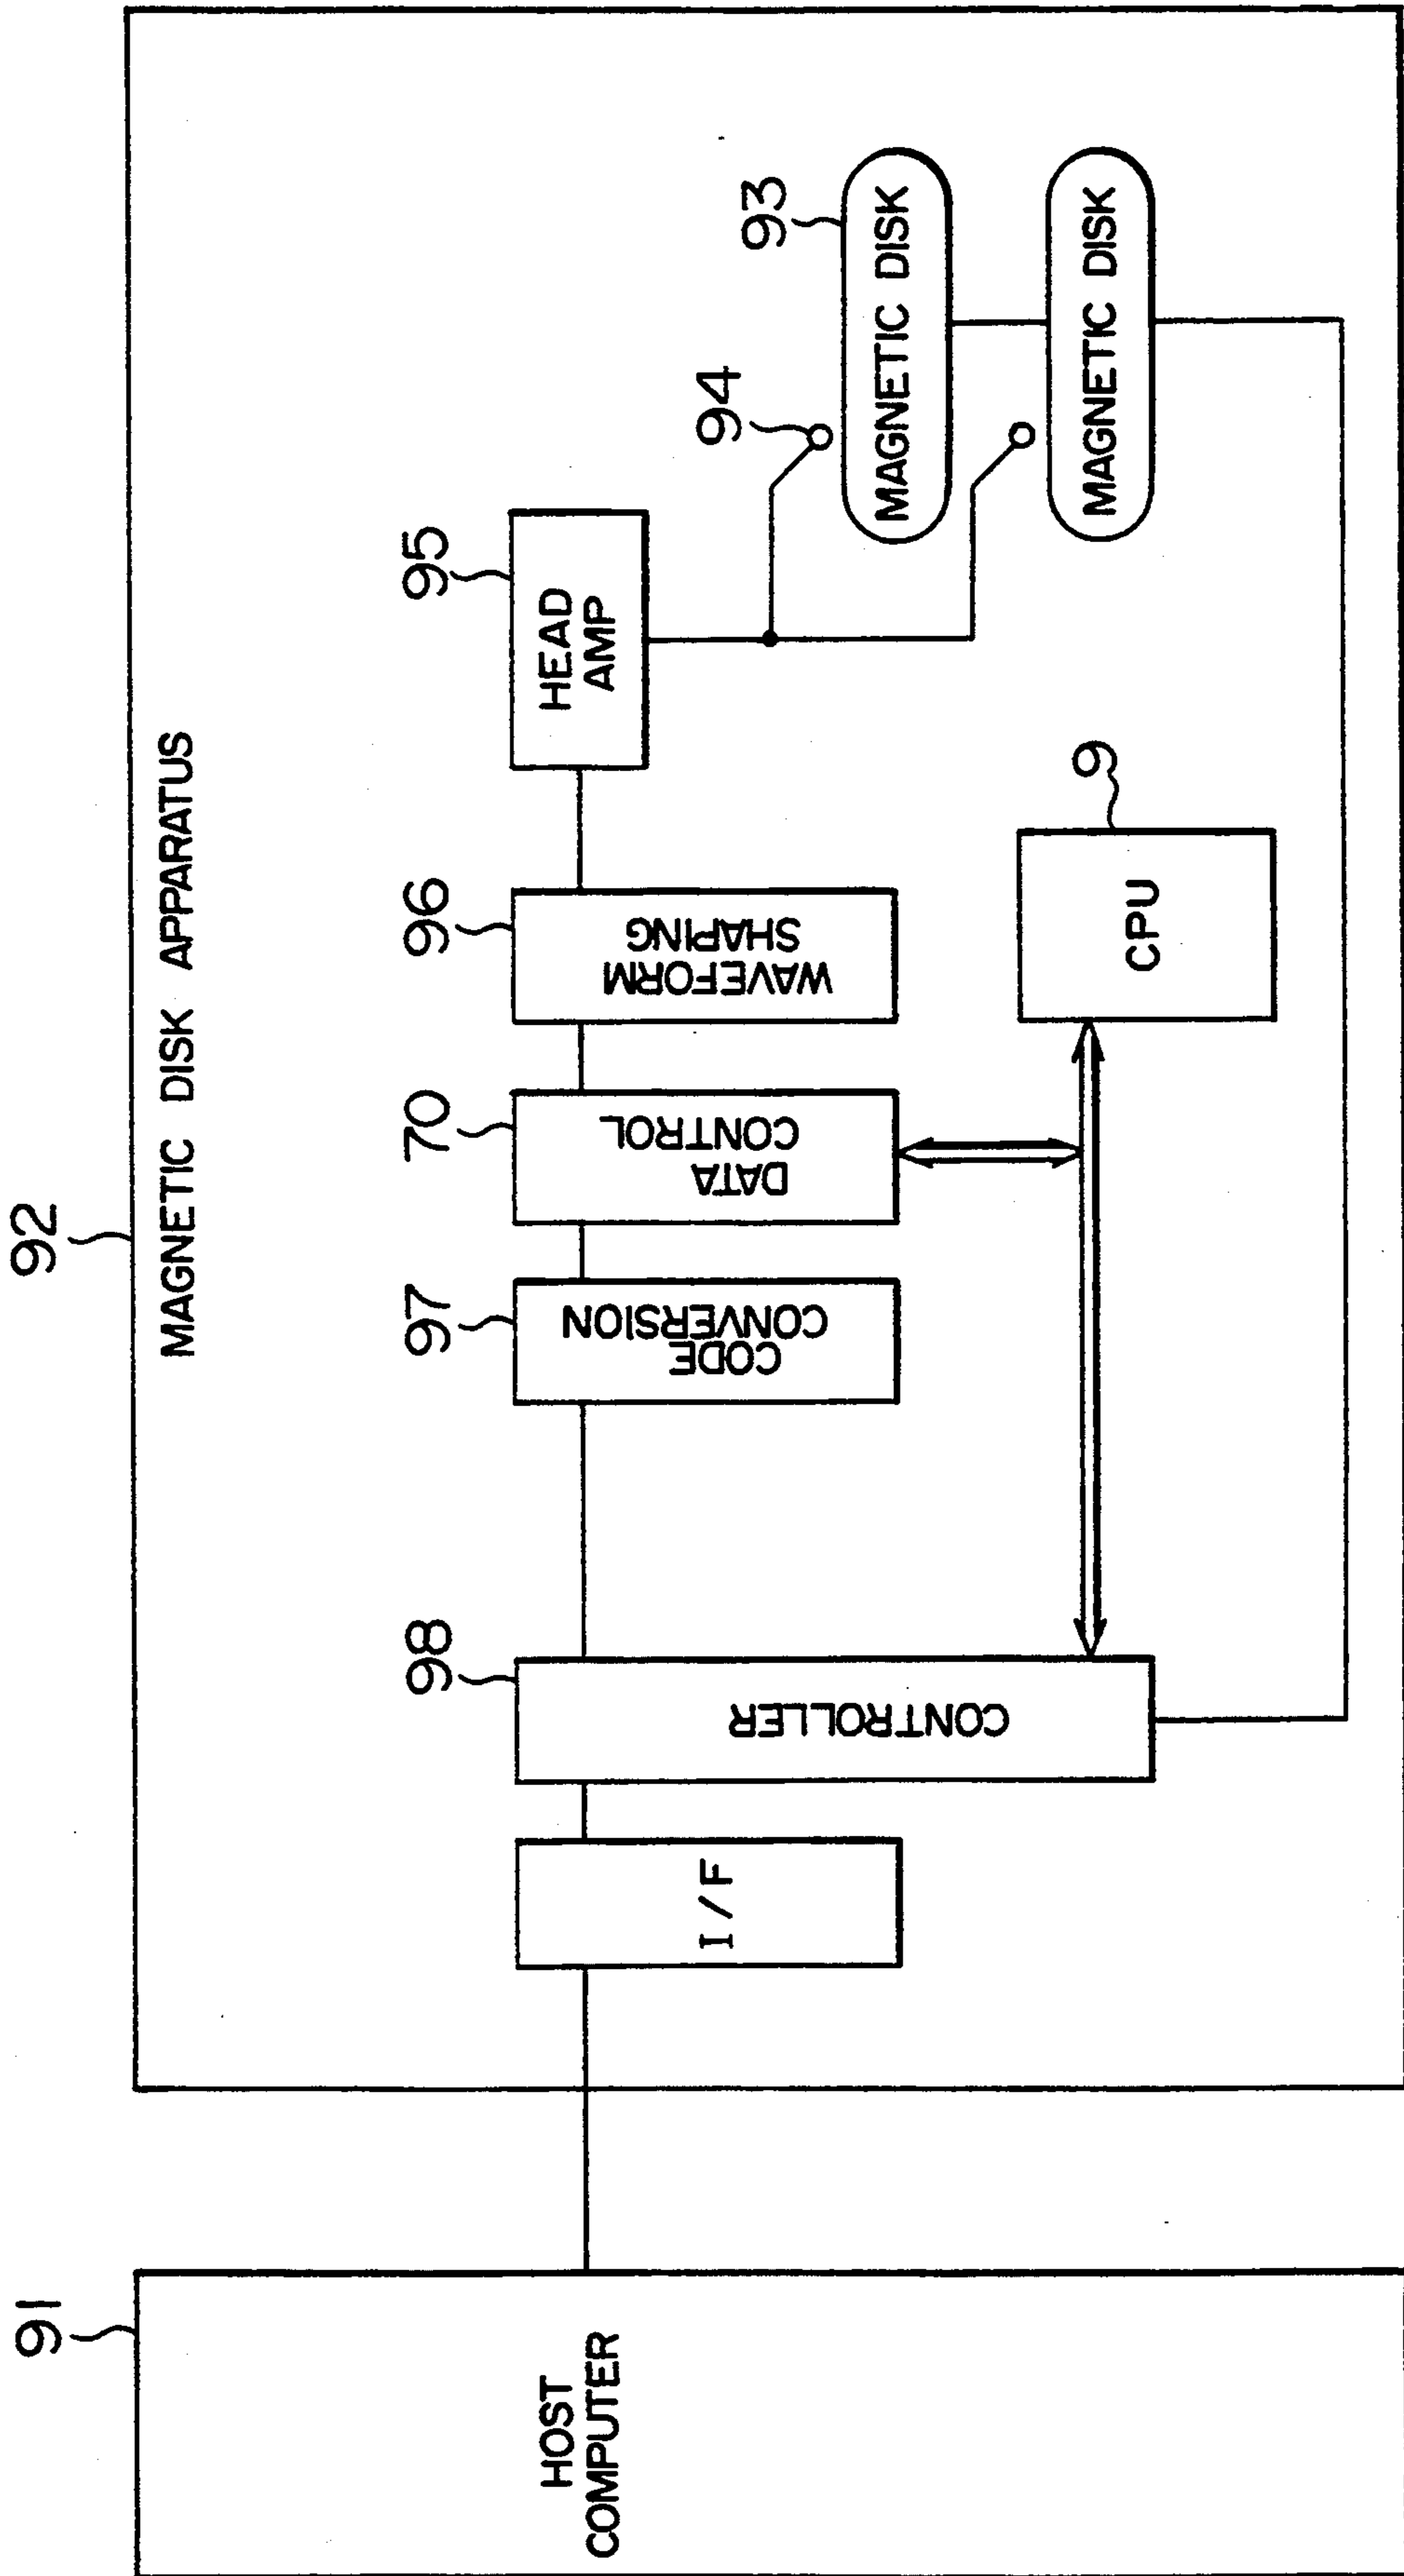 91
92
HOST
COMPUTER
MAGNETIC DISK APPARATUS
I/F
98
CONTROLLER
97
CODE
CONVERSION
70
DATA
CONTROL
96
WAVEFORM
SHAPING
95
HEAD
AMP
94
93
MAGNETIC DISK
MAGNETIC DISK
9
CPU